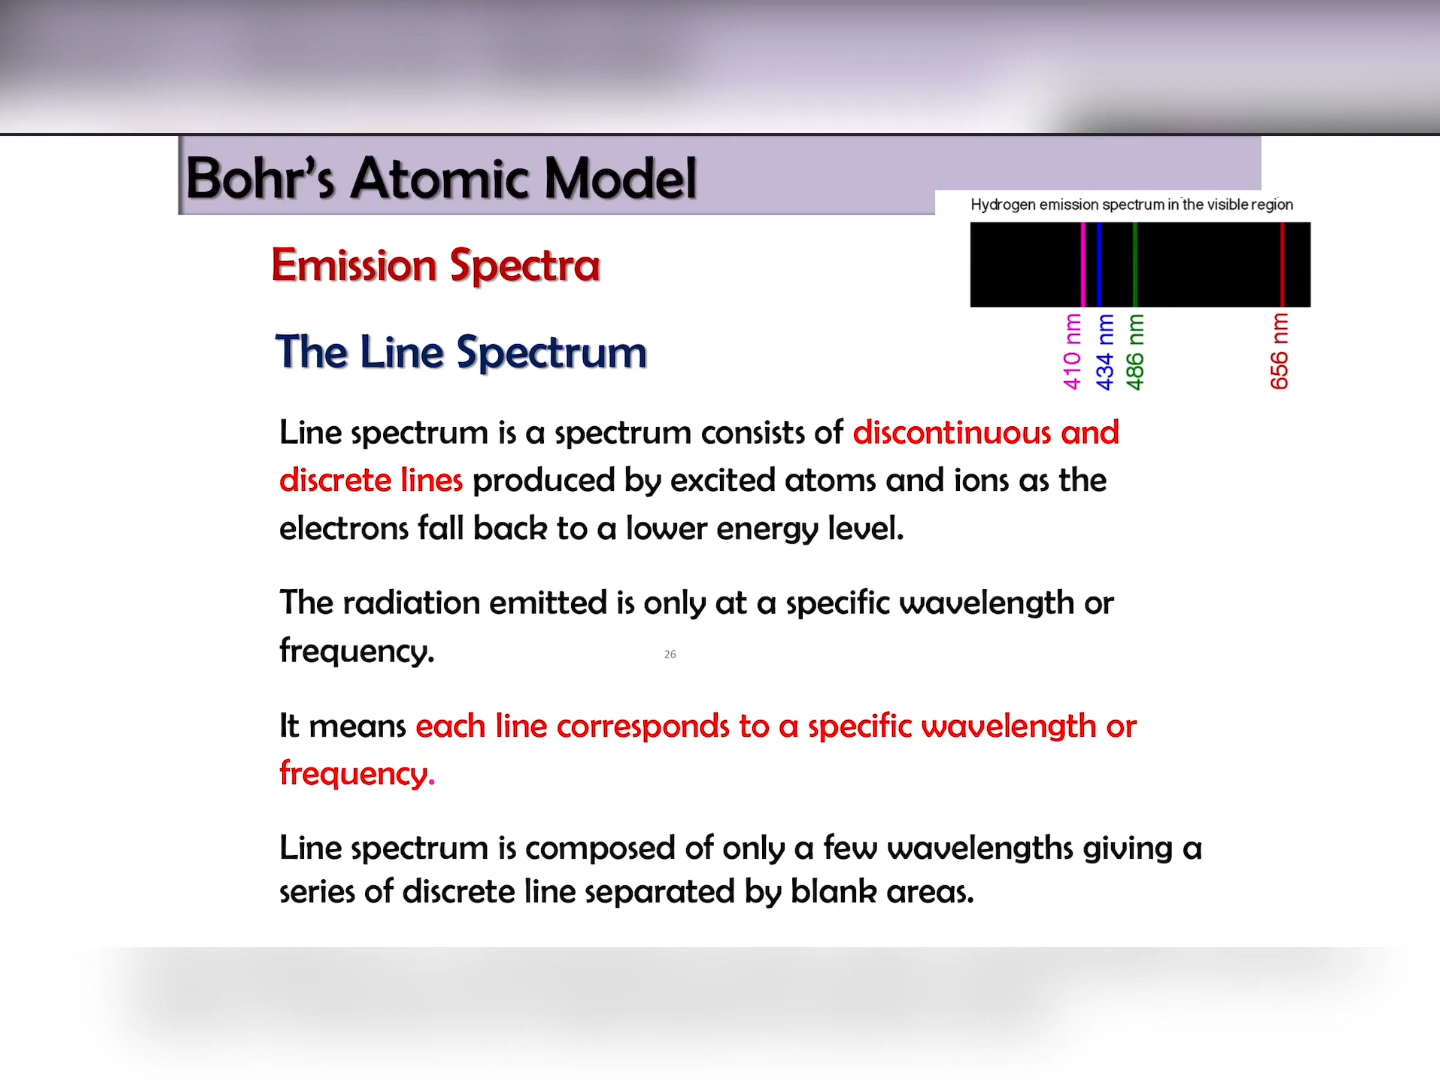 Bohr's Atomic Model
Hydrogen emission spectrum in the visible region
Emission Spectra
410 nm
434 nm
486 nm
656 nm
The Line Spectrum
Line spectrum is a spectrum consists of discontinuous and
discrete lines produced by excited atoms and ions as the
electrons fall back to a lower energy level.
The radiation emitted is only at a specific wavelength or
frequency.
26
It means each line corresponds to a specific wavelength or
frequency.
Line spectrum is composed of only a few wavelengths giving a
series of discrete line separated by blank areas.